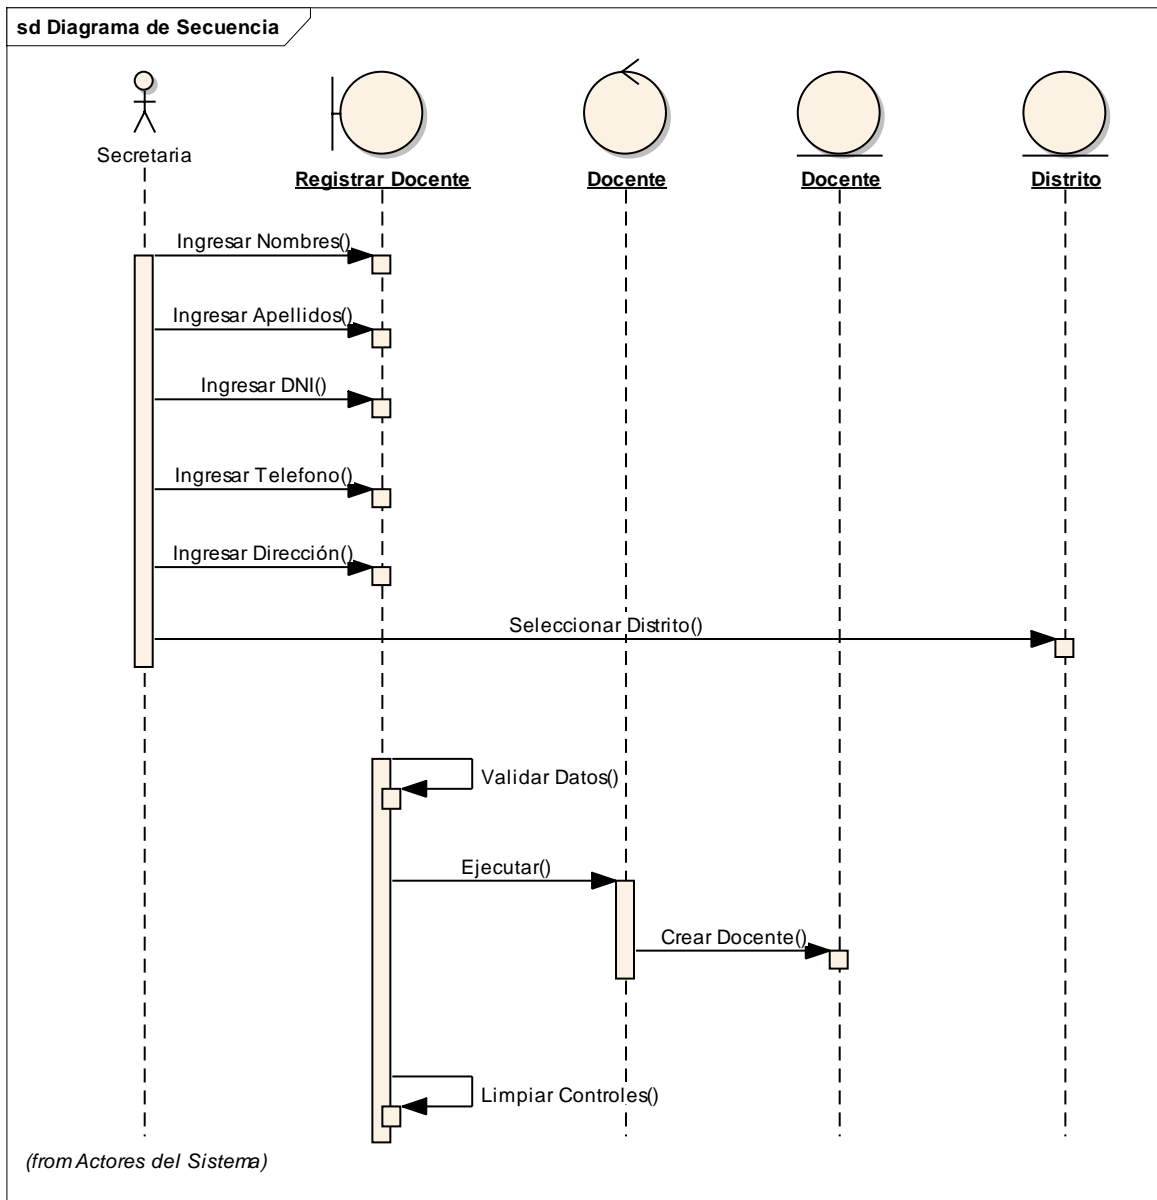 sd Diagrama de Secuencia
Secretaria
Registrar Docente
Docente
Docente
Distrito
Ingresar Nombres()
Ingresar Apellidos()
Ingresar DNI()
Ingresar Telefono()
Ingresar Dirección()
Seleccionar Distrito()
Validar Datos()
Ejecutar()
Crear Docente()
Limpiar Controles()
(from Actores del Sistema)